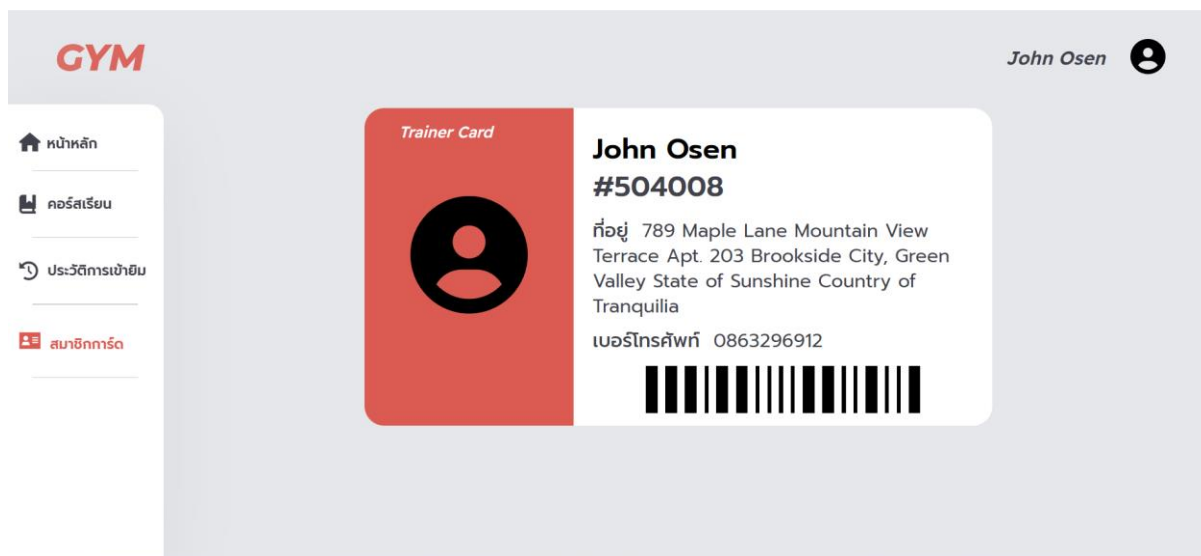 GYM
John Osen
หน้าหลัก
คอร์สเรียน
ประวัติการเข้ายิม
สมาชิกการ์ด
Trainer Card
John Osen
#504008
ที่อยู่ 789 Maple Lane Mountain View
Terrace Apt. 203 Brookside City, Green
Valley State of Sunshine Country of
Tranquilia
เบอร์โทรศัพท์ 0863296912